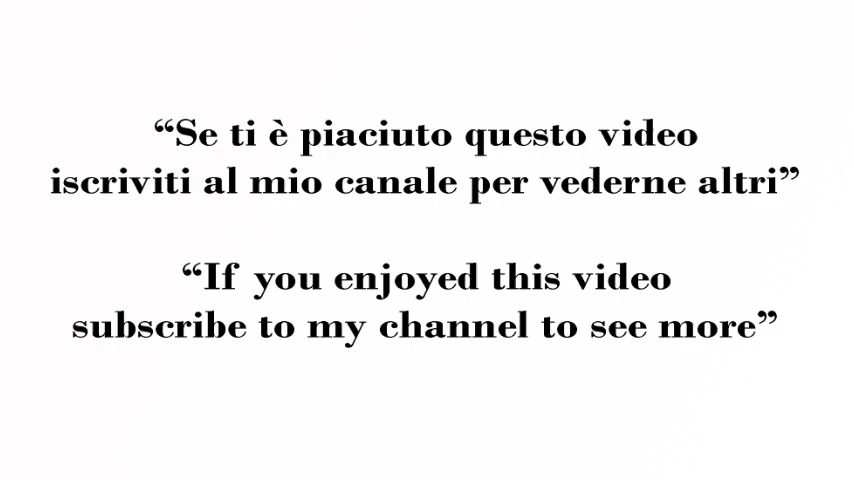 “Se ti è piaciuto questo video
iscriviti al mio canale per vederne altri”
“If you enjoyed this video
subscribe to my channel to see more”